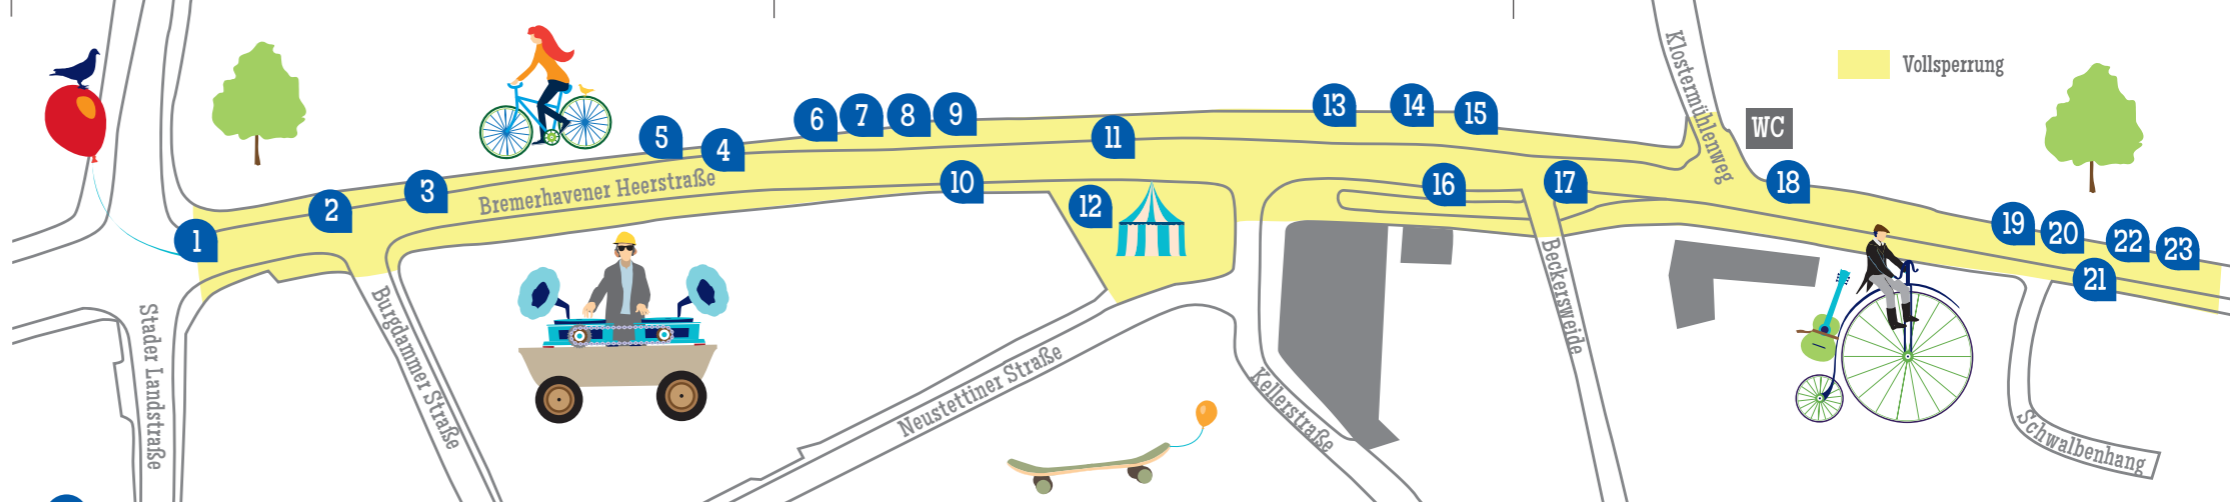 Vollsperrung
WC
Klostermühlenweg
Bremerhavener Heerstraße
Stader Landstraße
Burgdammer Straße
Neustettiner Straße
Kellerstraße
Beckersweide
Schwalbenhang
1
2
3
5
4
6
7
8
9
10
11
12
13
14
15
16
17
18
19
20
22
23
21